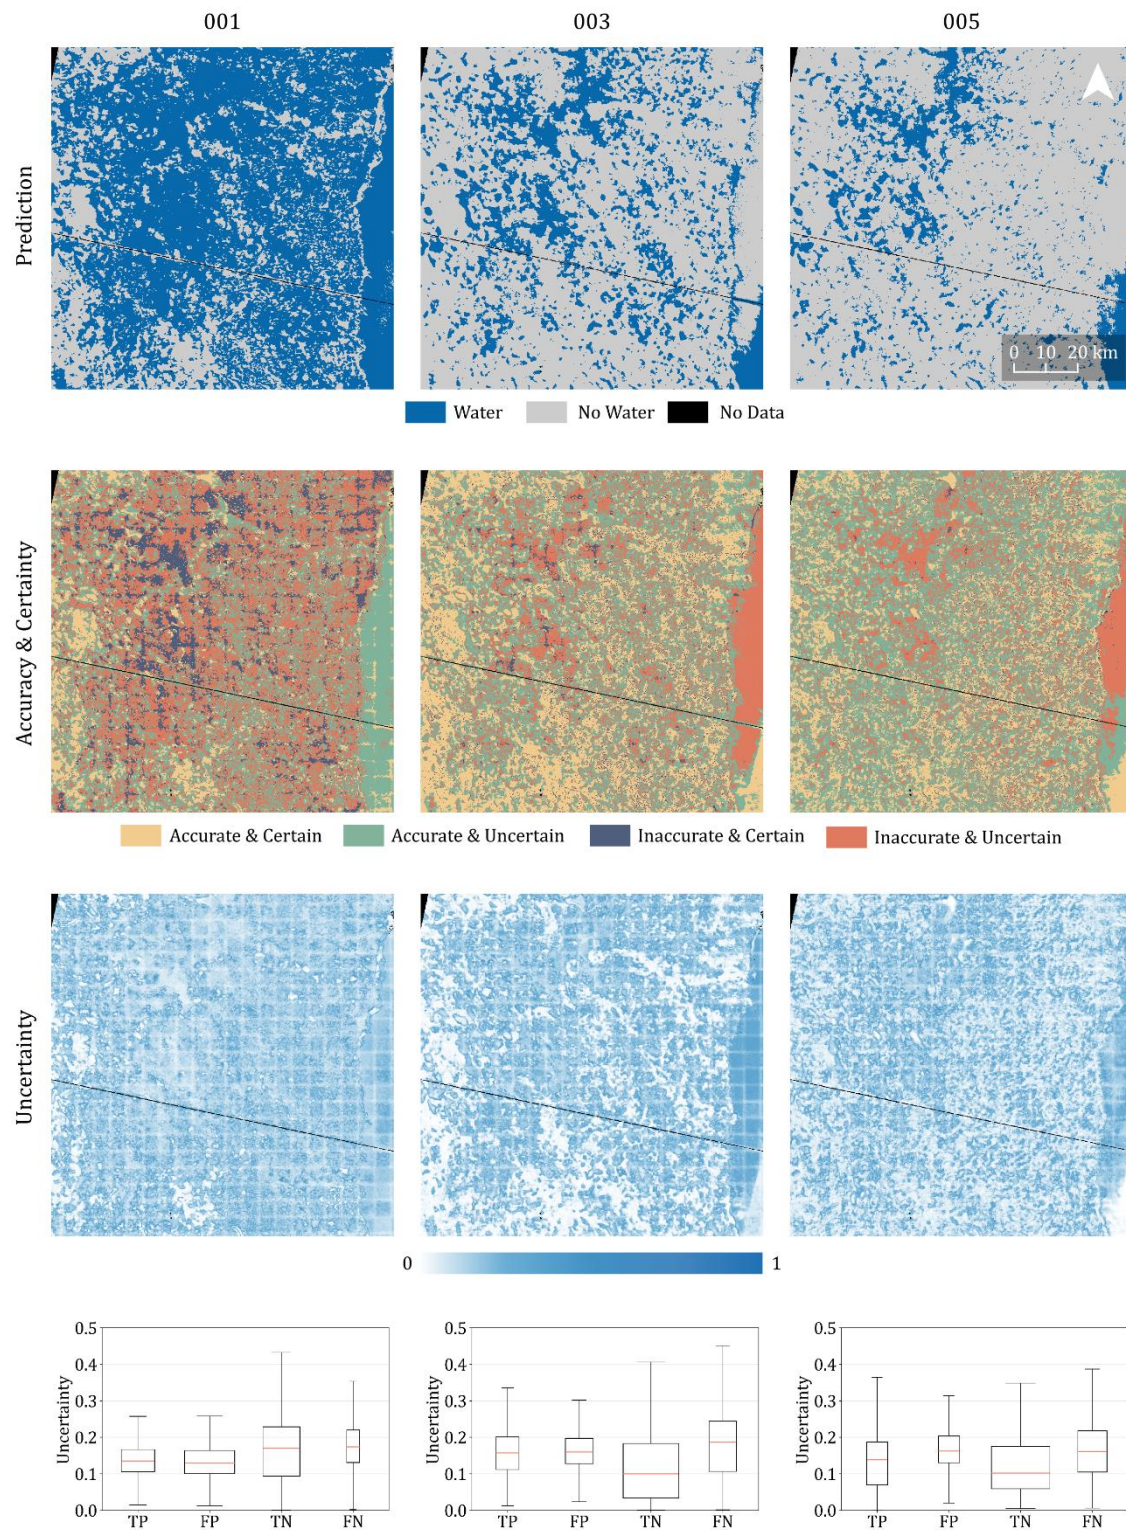 001 003 005
Prediction
0 10 20 km
Water No Water No Data
Accuracy & Certainty
Accurate & Certain Accurate & Uncertain Inaccurate & Certain Inaccurate & Uncertain
Uncertainty
0 1
0.5 0.5 0.5
0.4 0.4 0.4
0.3 0.3 0.3
Uncertainty Uncertainty Uncertainty
0.2 0.2 0.2
0.1 0.1 0.1
0.0 0.0 0.0
TP FP TN FN TP FP TN FN TP FP TN FN